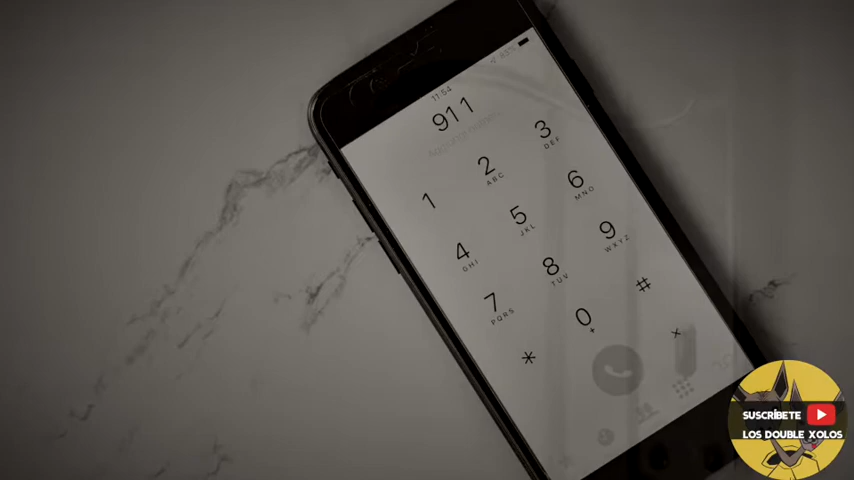 11:54
911
1
2
ABC
3
DEF
4
GHI
5
JKL
6
MNO
7
PQRS
8
TUV
9
WXYZ
*
0
+
#
×
SUSCRÍBETE
LOS DOUBLE XOLOS